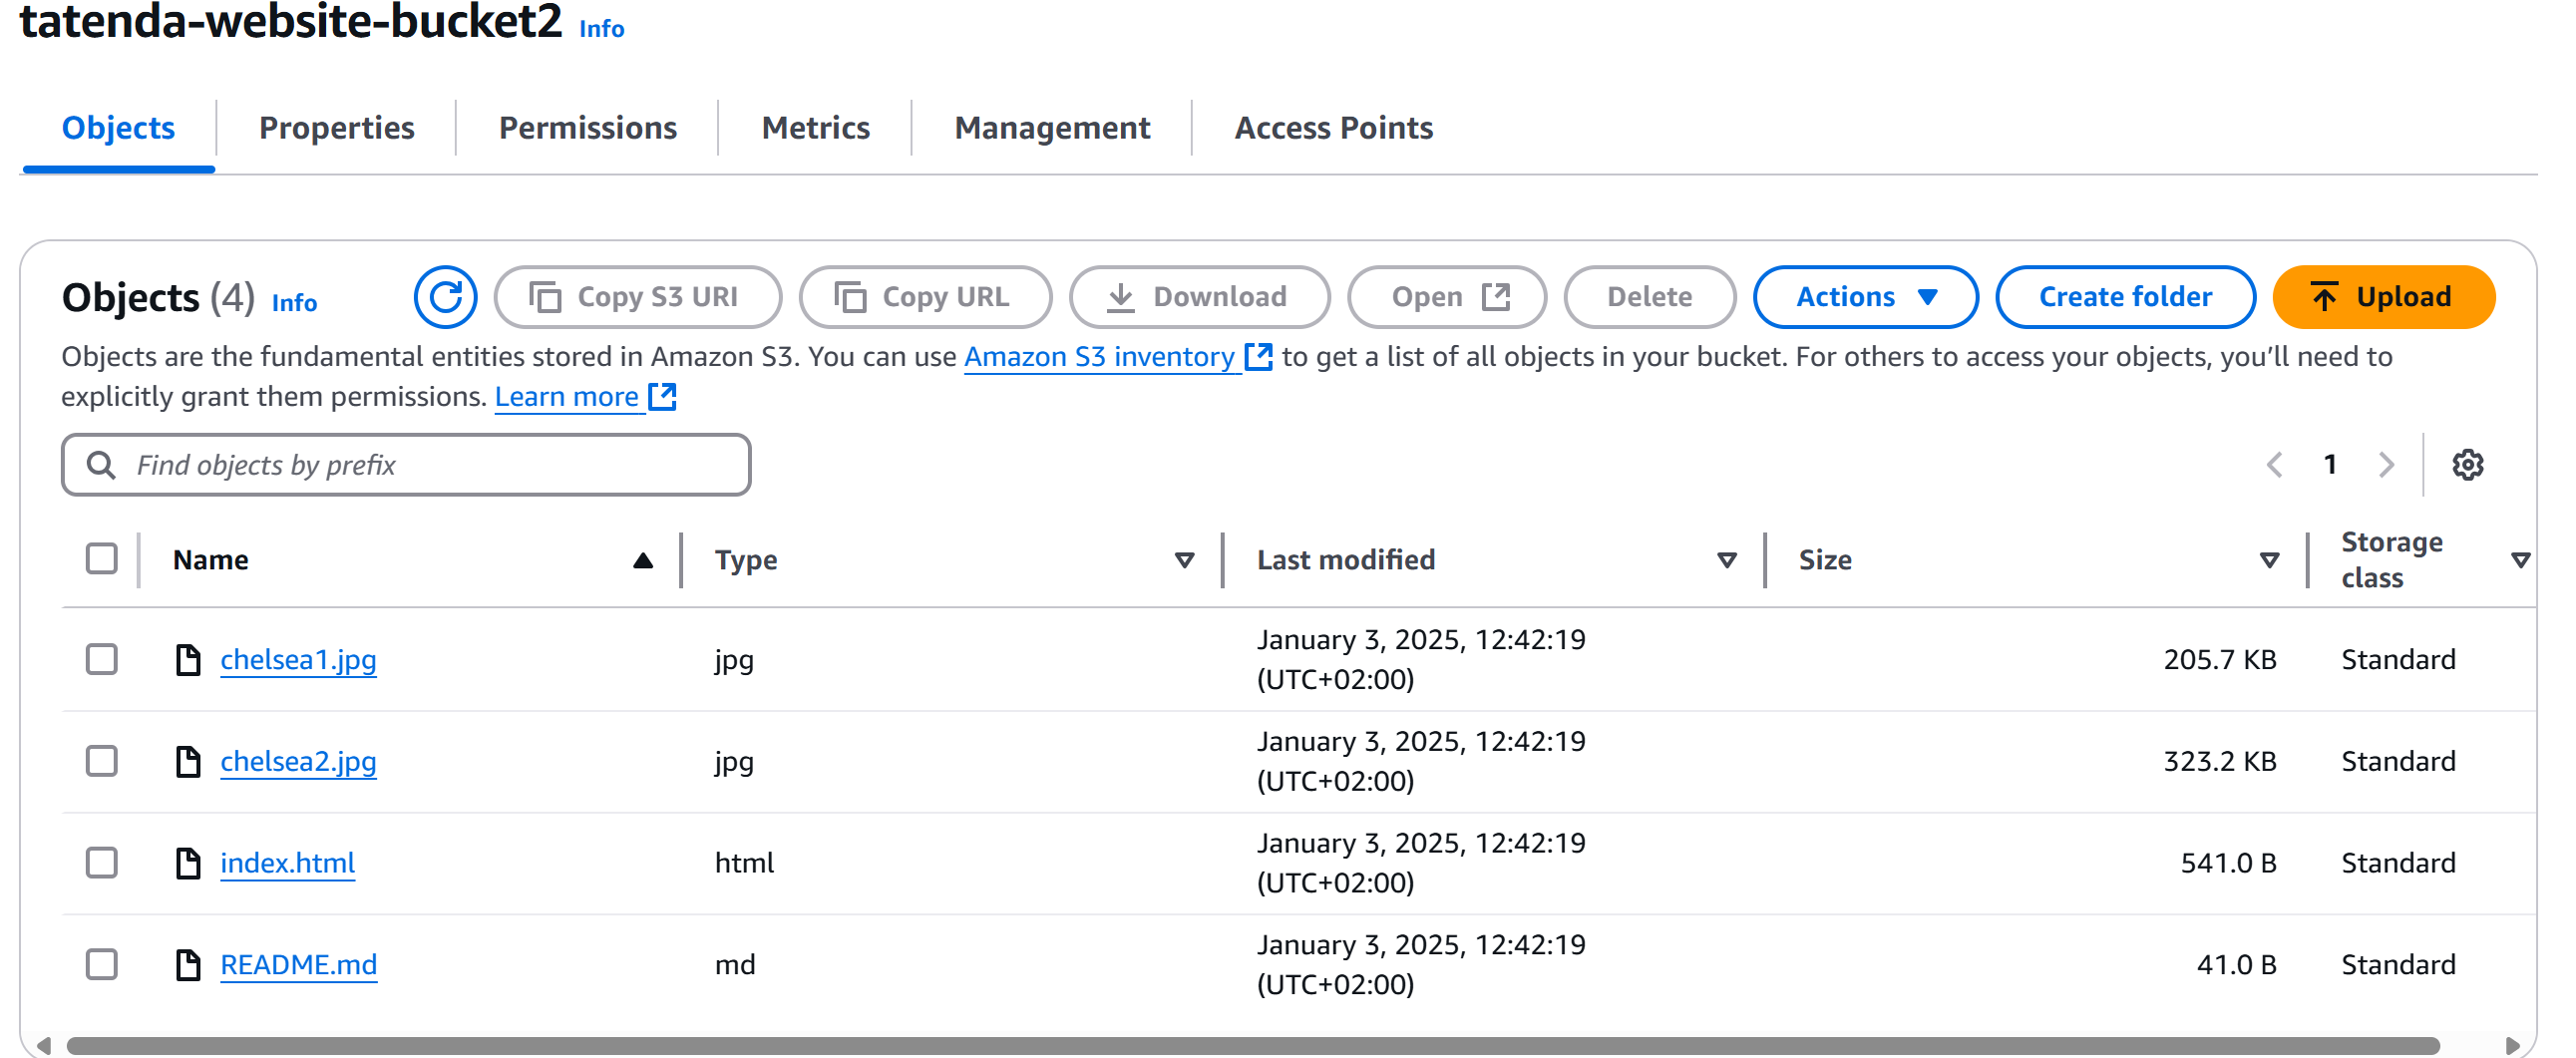 tatenda-website-bucket2 Info
Objects Properties Permissions Metrics Management Access Points
Objects (4) Info Copy S3 URI Copy URL Download Open Delete Actions Create folder Upload
Objects are the fundamental entities stored in Amazon S3. You can use Amazon S3 inventory to get a list of all objects in your bucket. For others to access your objects, you’ll need to
explicitly grant them permissions. Learn more
Find objects by prefix 1
Name Type Last modified Size Storage class
chelsea1.jpg jpg January 3, 2025, 12:42:19 (UTC+02:00) 205.7 KB Standard
chelsea2.jpg jpg January 3, 2025, 12:42:19 (UTC+02:00) 323.2 KB Standard
index.html html January 3, 2025, 12:42:19 (UTC+02:00) 541.0 B Standard
README.md md January 3, 2025, 12:42:19 (UTC+02:00) 41.0 B Standard